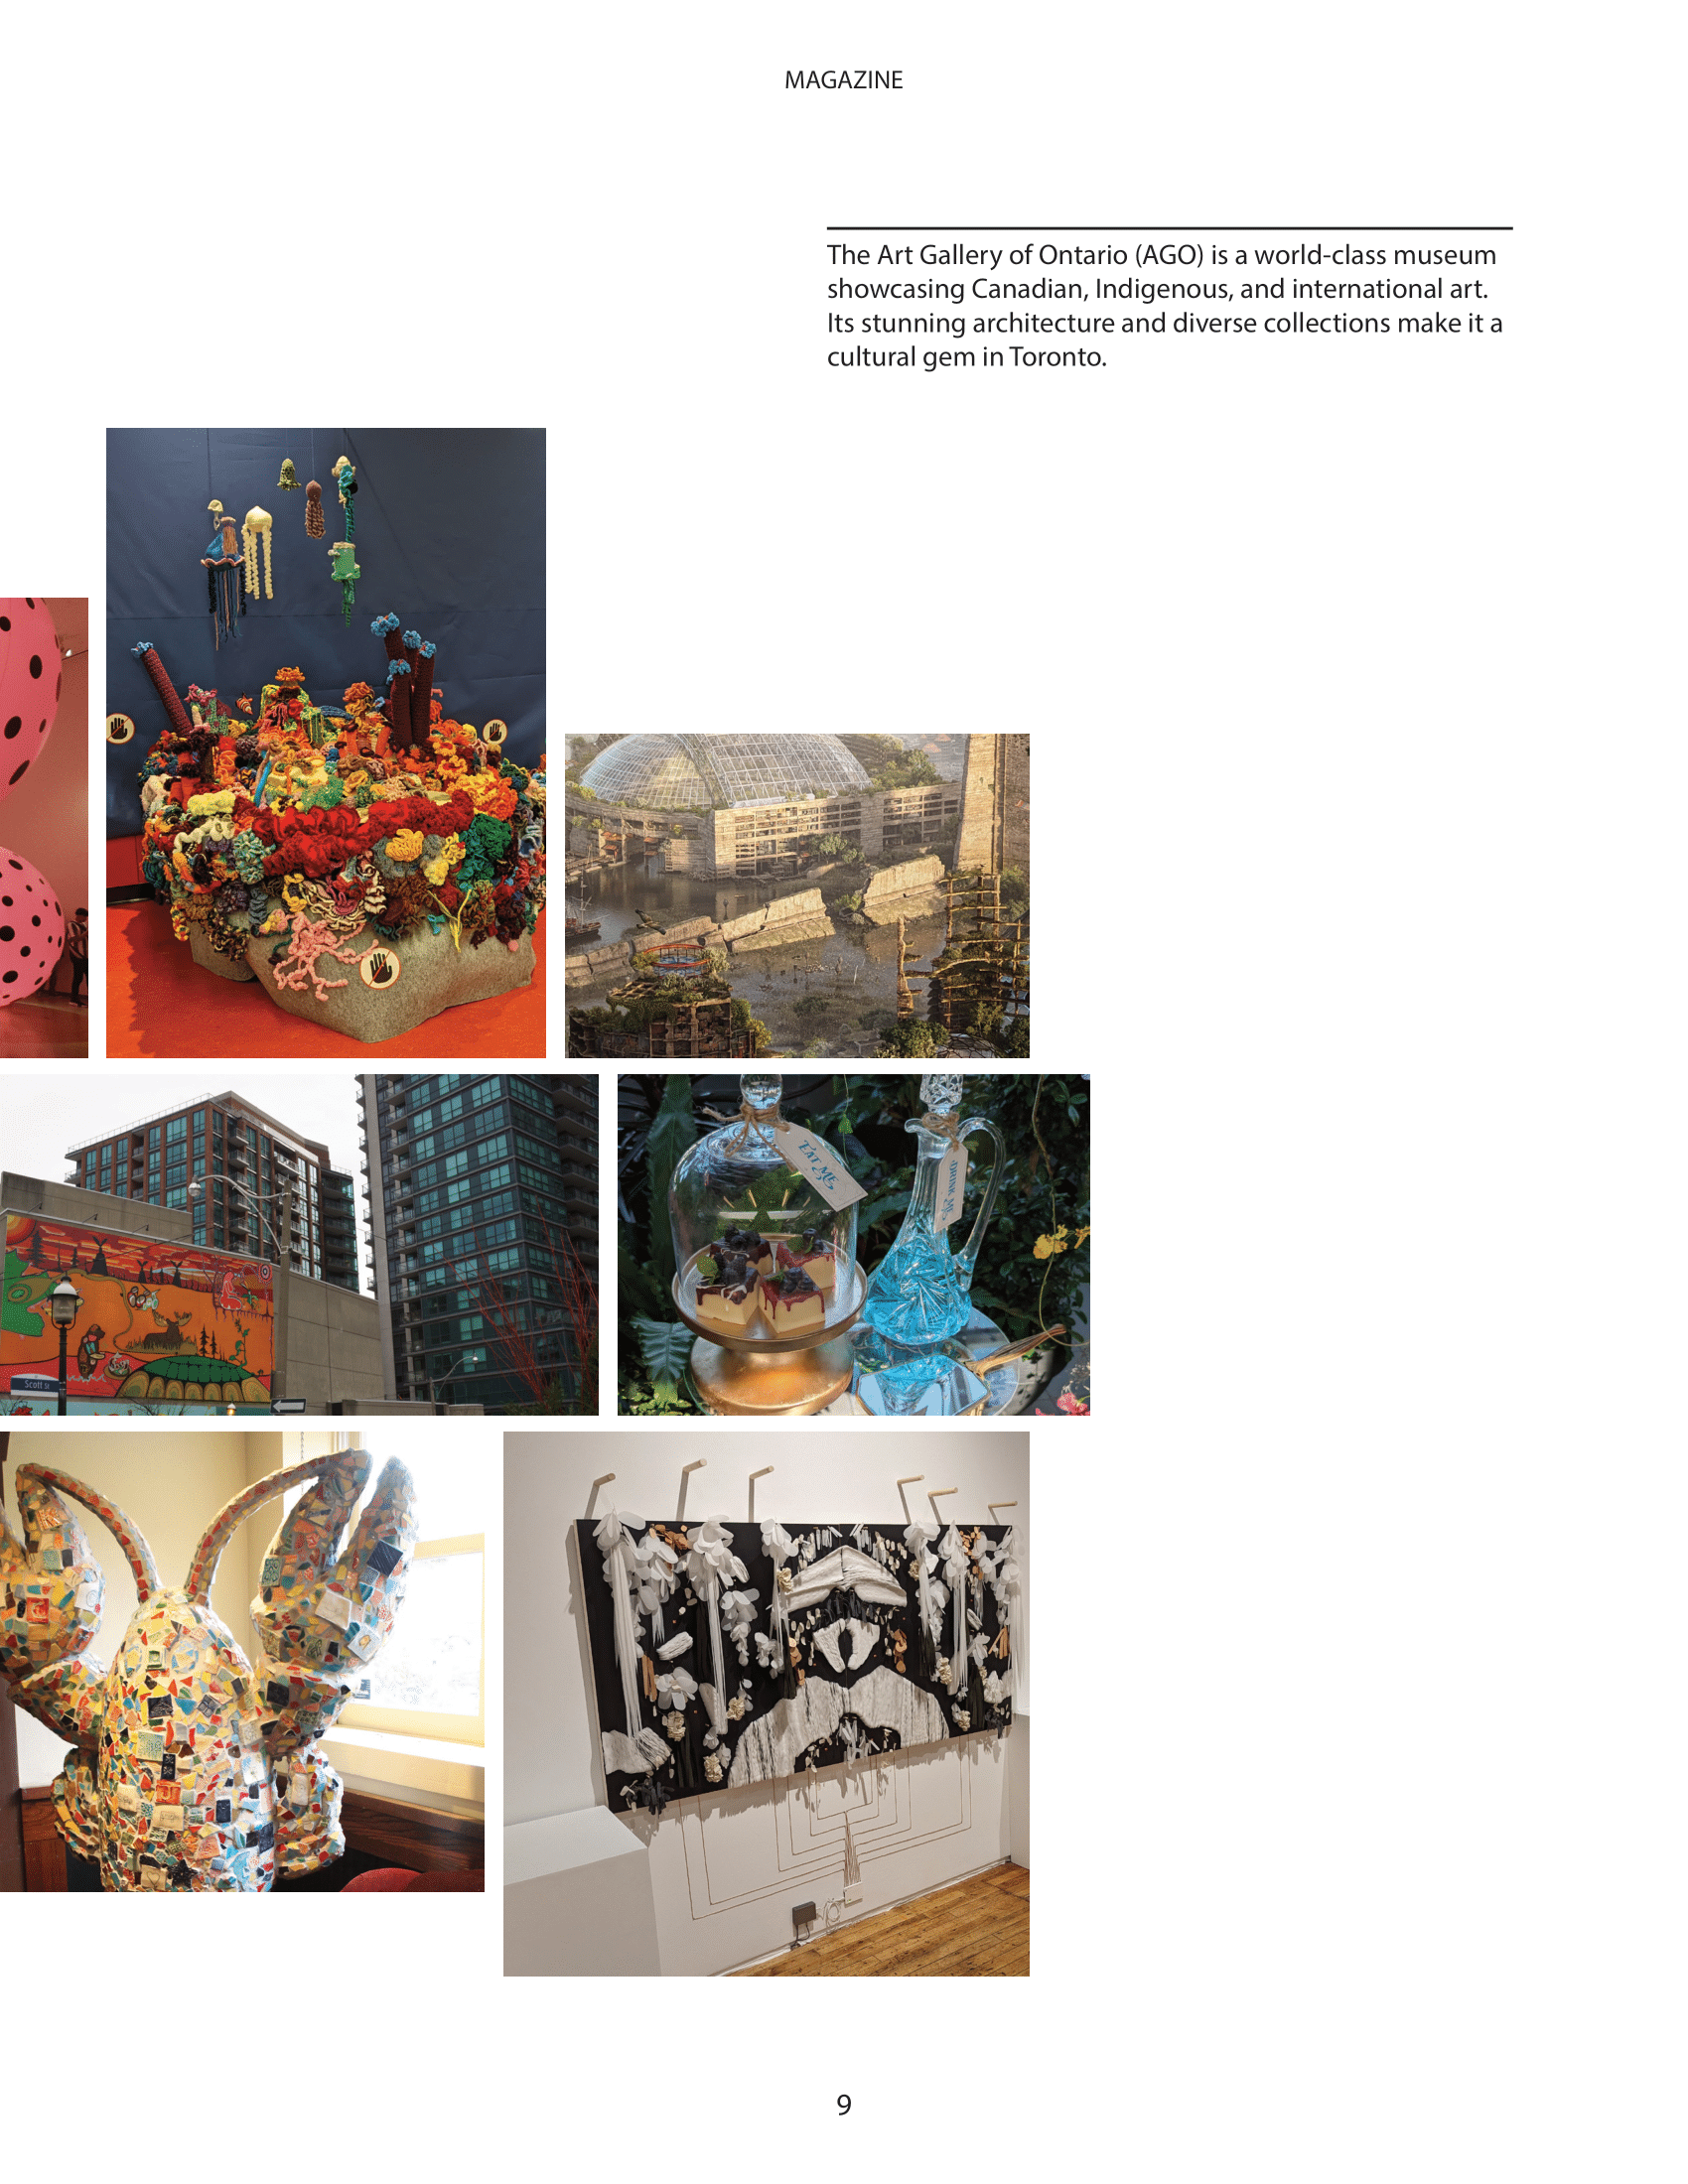 MAGAZINE
The Art Gallery of Ontario (AGO) is a world-class museum
showcasing Canadian, Indigenous, and international art.
Its stunning architecture and diverse collections make it a
cultural gem in Toronto.
Scott St
EAT ME
DRINK ME
9